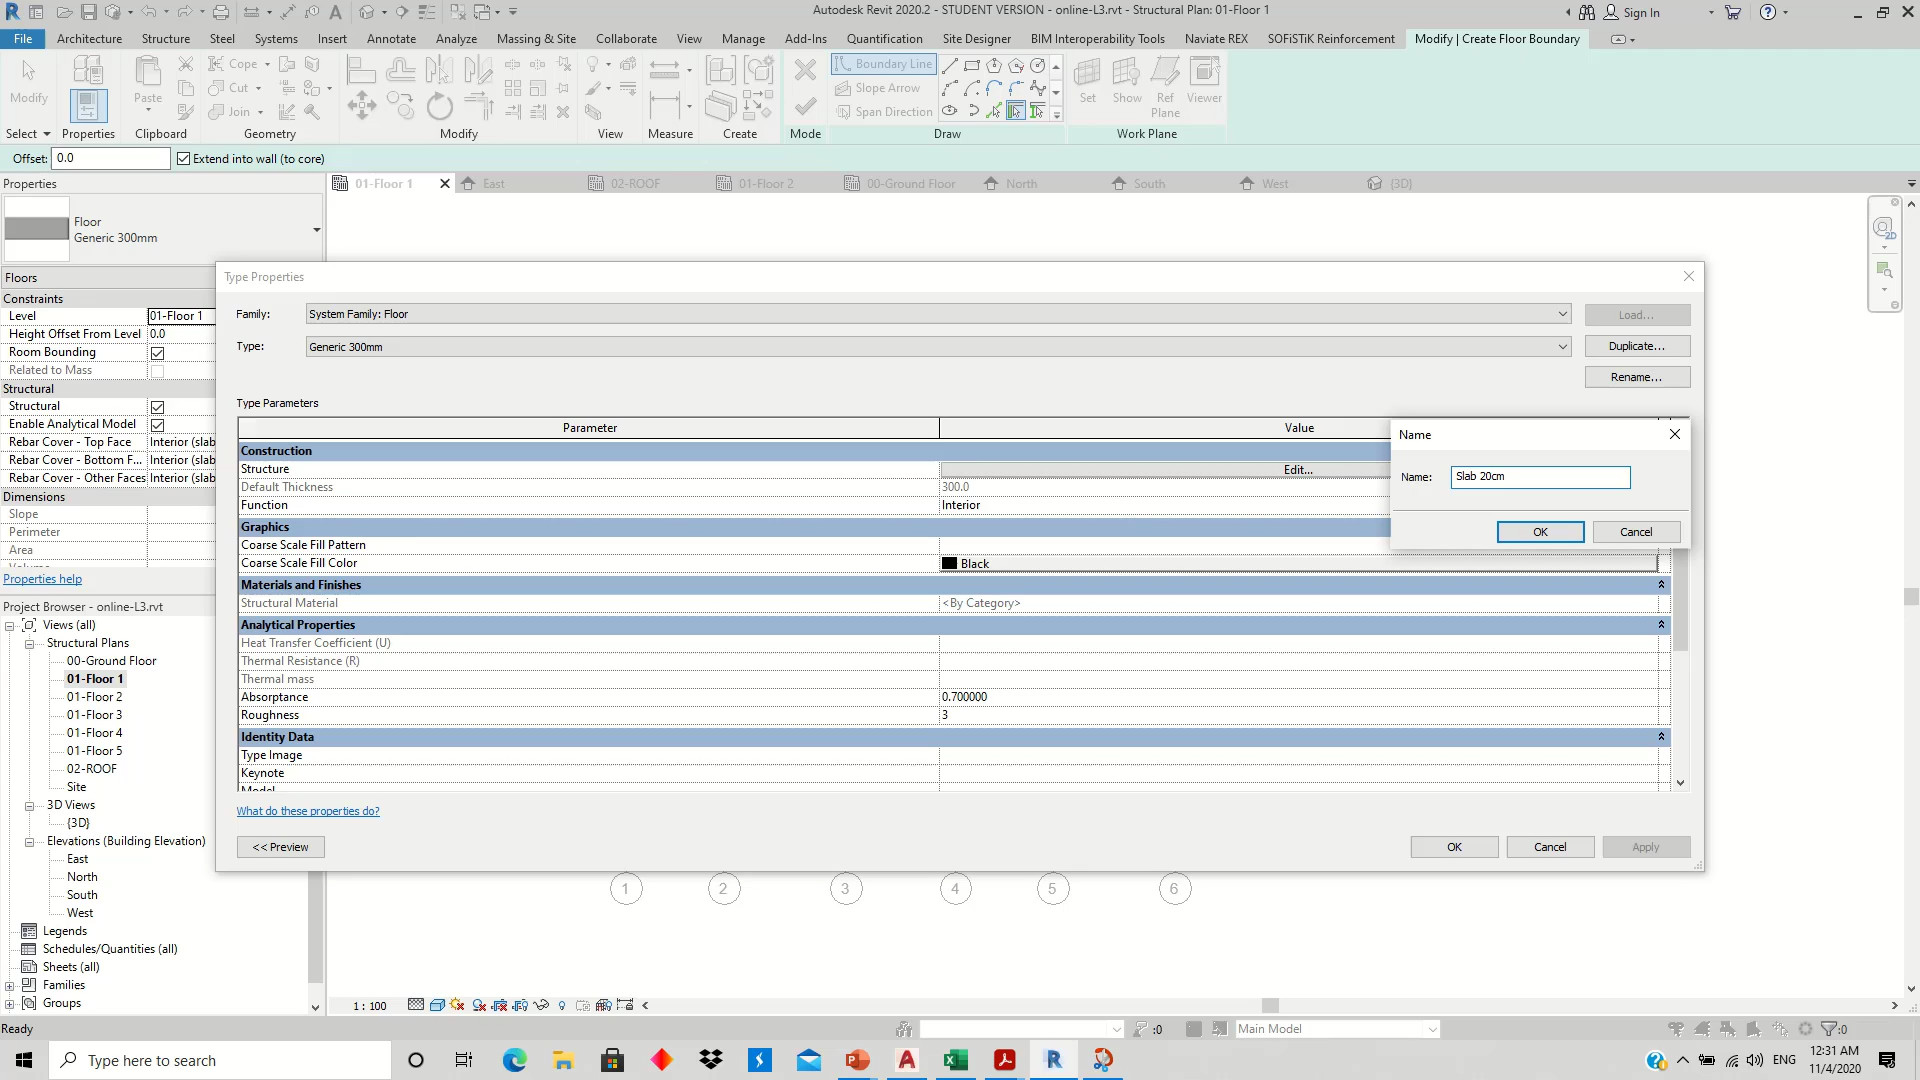 Autodesk Revit 2020.2 - STUDENT VERSION - online-L3.rvt - Structural Plan: 01-Floor 1
Sign In
File Architecture Structure Steel Systems Insert Annotate Analyze Massing & Site Collaborate View Manage Add-Ins Quantification Site Designer BIM Interoperability Tools Naviate REX SOFiSTiK Reinforcement Modify | Create Floor Boundary
Cope
Boundary Line
Cut
Slope Arrow
Modify
Paste
Set Show Ref Plane Viewer
Join
Span Direction
Select Properties Clipboard Geometry Modify View Measure Create Mode Draw Work Plane
Offset: 0.0 Extend into wall (to core)
Properties
01-Floor 1 East 02-ROOF 01-Floor 2 00-Ground Floor North South West {3D}
2D
Floor
Generic 300mm
Floors
Constraints
Level 01-Floor 1
Height Offset From Level 0.0
Room Bounding
Related to Mass
Structural
Structural
Enable Analytical Model
Rebar Cover - Top Face Interior (slab
Rebar Cover - Bottom F... Interior (slab
Rebar Cover - Other Faces Interior (slab
Dimensions
Slope
Perimeter
Area
Volume
Properties help
Type Properties
Family: System Family: Floor Load...
Type: Generic 300mm Duplicate...
Rename...
Type Parameters
Parameter Value
Construction
Structure Edit...
Default Thickness 300.0
Function Interior
Graphics
Coarse Scale Fill Pattern
Coarse Scale Fill Color Black
Materials and Finishes
Structural Material <By Category>
Analytical Properties
Heat Transfer Coefficient (U)
Thermal Resistance (R)
Thermal mass
Absorptance 0.700000
Roughness 3
Identity Data
Type Image
Keynote
Model
What do these properties do?
<< Preview OK Cancel Apply
Name
Name: Slab 20cm
OK Cancel
Project Browser - online-L3.rvt
Views (all)
Structural Plans
00-Ground Floor
01-Floor 1
01-Floor 2
01-Floor 3
01-Floor 4
01-Floor 5
02-ROOF
Site
3D Views
{3D}
Elevations (Building Elevation)
East
North
South
West
Legends
Schedules/Quantities (all)
Sheets (all)
Families
Groups
1 2 3 4 5 6
1 : 100
Ready
:0 Main Model :0
Type here to search
ENG
12:31 AM
11/4/2020